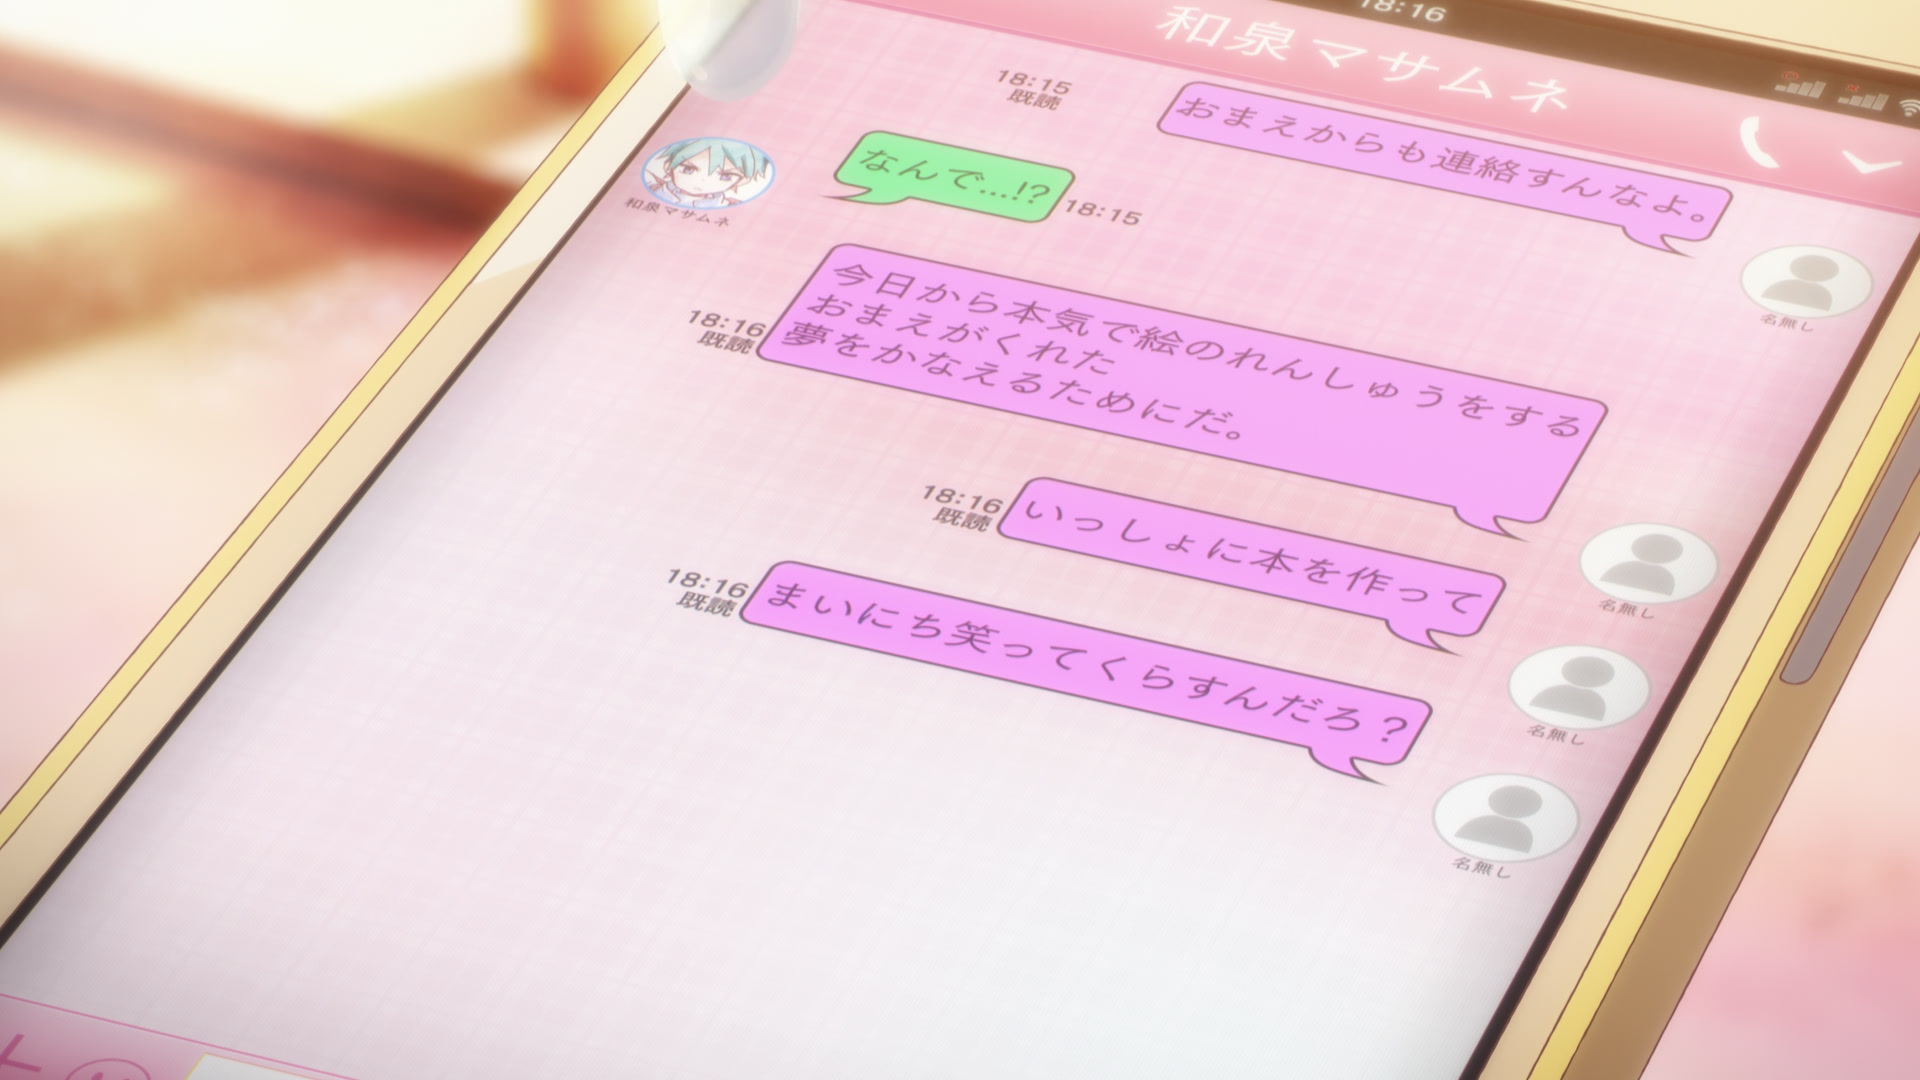 18:16
和泉マサムネ
おまえからも連絡すんなよ。
18:15
既読
名無し
なんで…!?
18:15
和泉マサムネ
今日から本気で絵のれんしゅうをする
おまえがくれた
夢をかなえるためにだ。
18:16
既読
名無し
いっしょに本を作って
18:16
既読
名無し
まいにち笑ってくらすんだろ？
18:16
既読
名無し